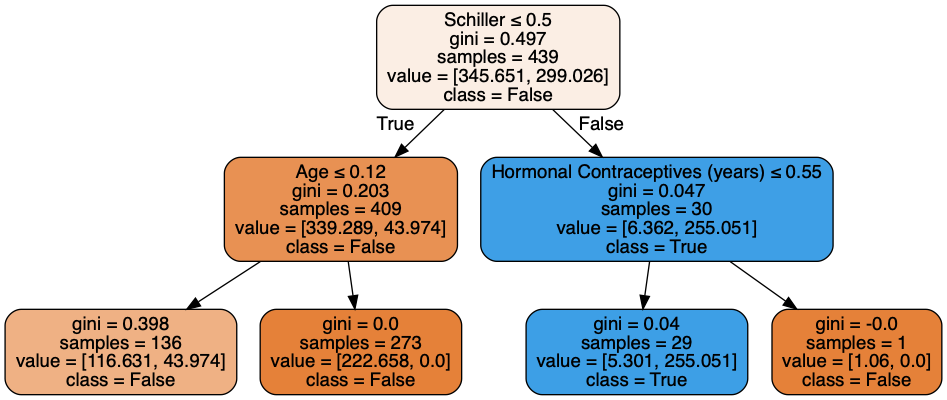 Schiller ≤ 0.5
gini = 0.497
samples = 439
value = [345.651, 299.026]
class = False
True
False
Age ≤ 0.12
gini = 0.203
samples = 409
value = [339.289, 43.974]
class = False
Hormonal Contraceptives (years) ≤ 0.55
gini = 0.047
samples = 30
value = [6.362, 255.051]
class = True
gini = 0.398
samples = 136
value = [116.631, 43.974]
class = False
gini = 0.0
samples = 273
value = [222.658, 0.0]
class = False
gini = 0.04
samples = 29
value = [5.301, 255.051]
class = True
gini = -0.0
samples = 1
value = [1.06, 0.0]
class = False